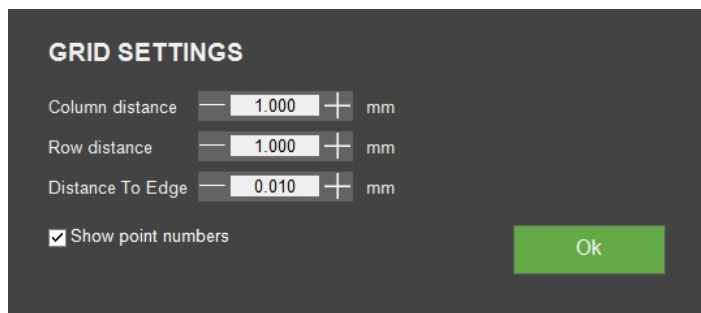 GRID SETTINGS
Column distance 1.000 mm
Row distance 1.000 mm
Distance To Edge 0.010 mm
Show point numbers
Ok